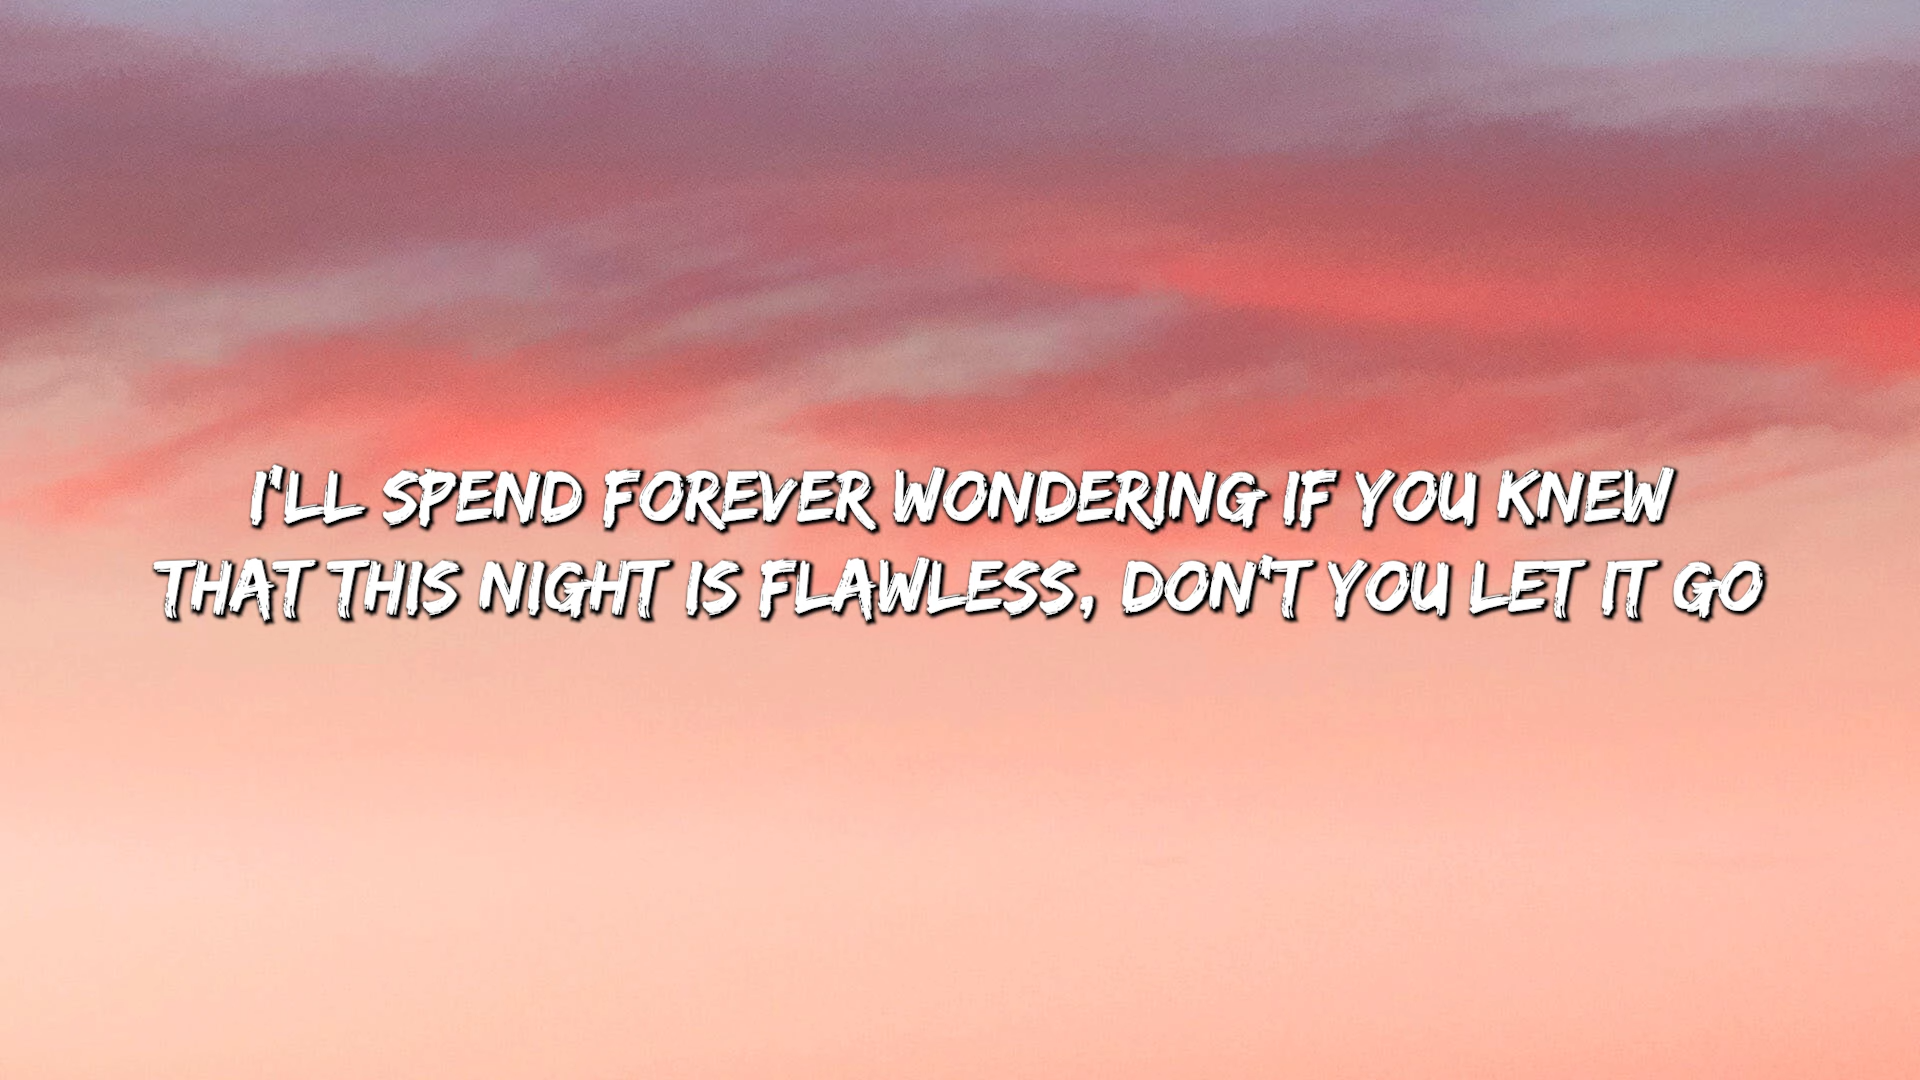 I'LL SPEND FOREVER WONDERING IF YOU KNEW
THAT THIS NIGHT IS FLAWLESS, DON'T YOU LET IT GO